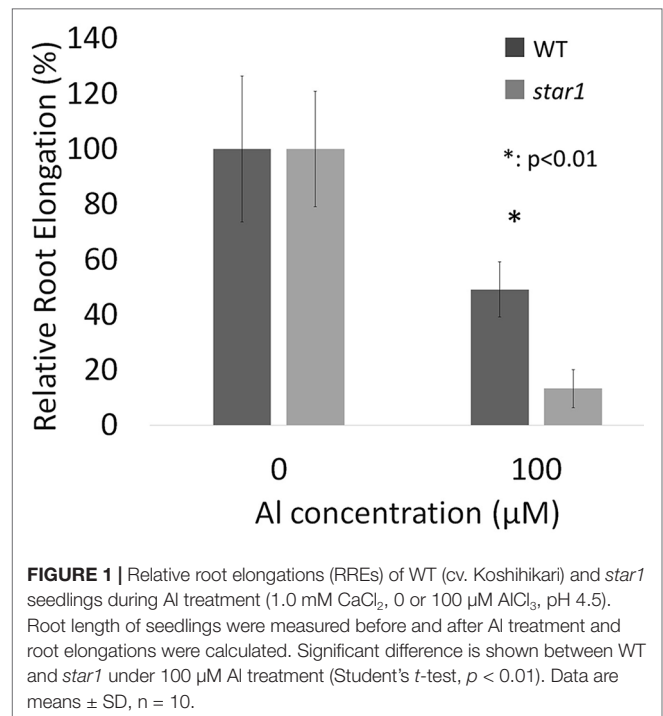 Relative Root Elongation (%)
140
120
100
80
60
40
20
0
WT
star1
*: p<0.01
*
0
100
Al concentration (µM)
FIGURE 1 | Relative root elongations (RREs) of WT (cv. Koshihikari) and star1
seedlings during Al treatment (1.0 mM CaCl₂, 0 or 100 µM AlCl₃, pH 4.5).
Root length of seedlings were measured before and after Al treatment and
root elongations were calculated. Significant difference is shown between WT
and star1 under 100 µM Al treatment (Student's t-test, p < 0.01). Data are
means ± SD, n = 10.